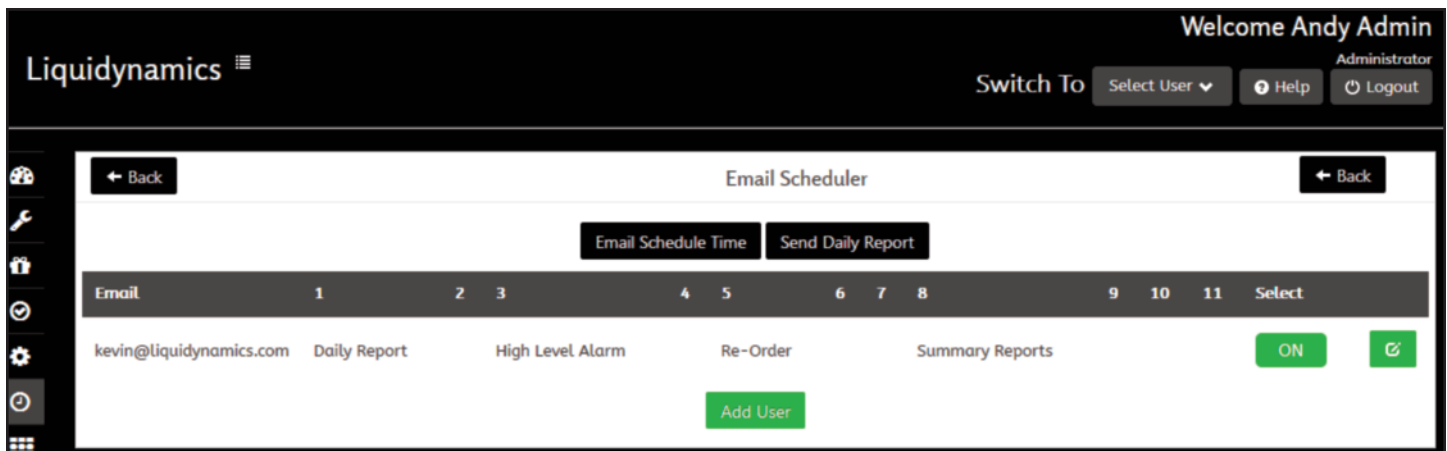 Welcome Andy Admin
Administrator
Liquidynamics
Switch To Select User Help Logout
Back Email Scheduler Back
Email Schedule Time Send Daily Report
Email 1 2 3 4 5 6 7 8 9 10 11 Select
kevin@liquidynamics.com Daily Report High Level Alarm Re-Order Summary Reports ON
Add User